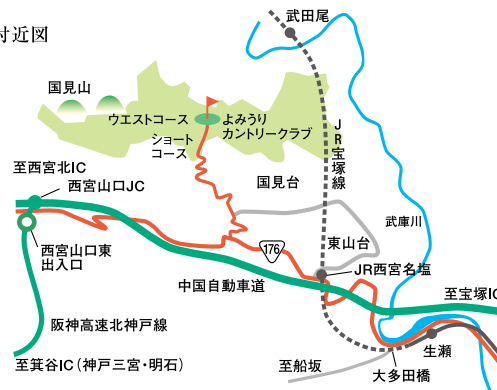 付近図
武田尾
国見山
ウエストコース
よみうり
カントリークラブ
ショート
コース
JR宝塚線
至西宮北IC
西宮山口JC
国見台
武庫川
176
東山台
西宮山口東
出入口
JR西宮名塩
中国自動車道
至宝塚IC
阪神高速北神戸線
生瀬
至箕谷IC（神戸三宮・明石）
至船坂
大多田橋